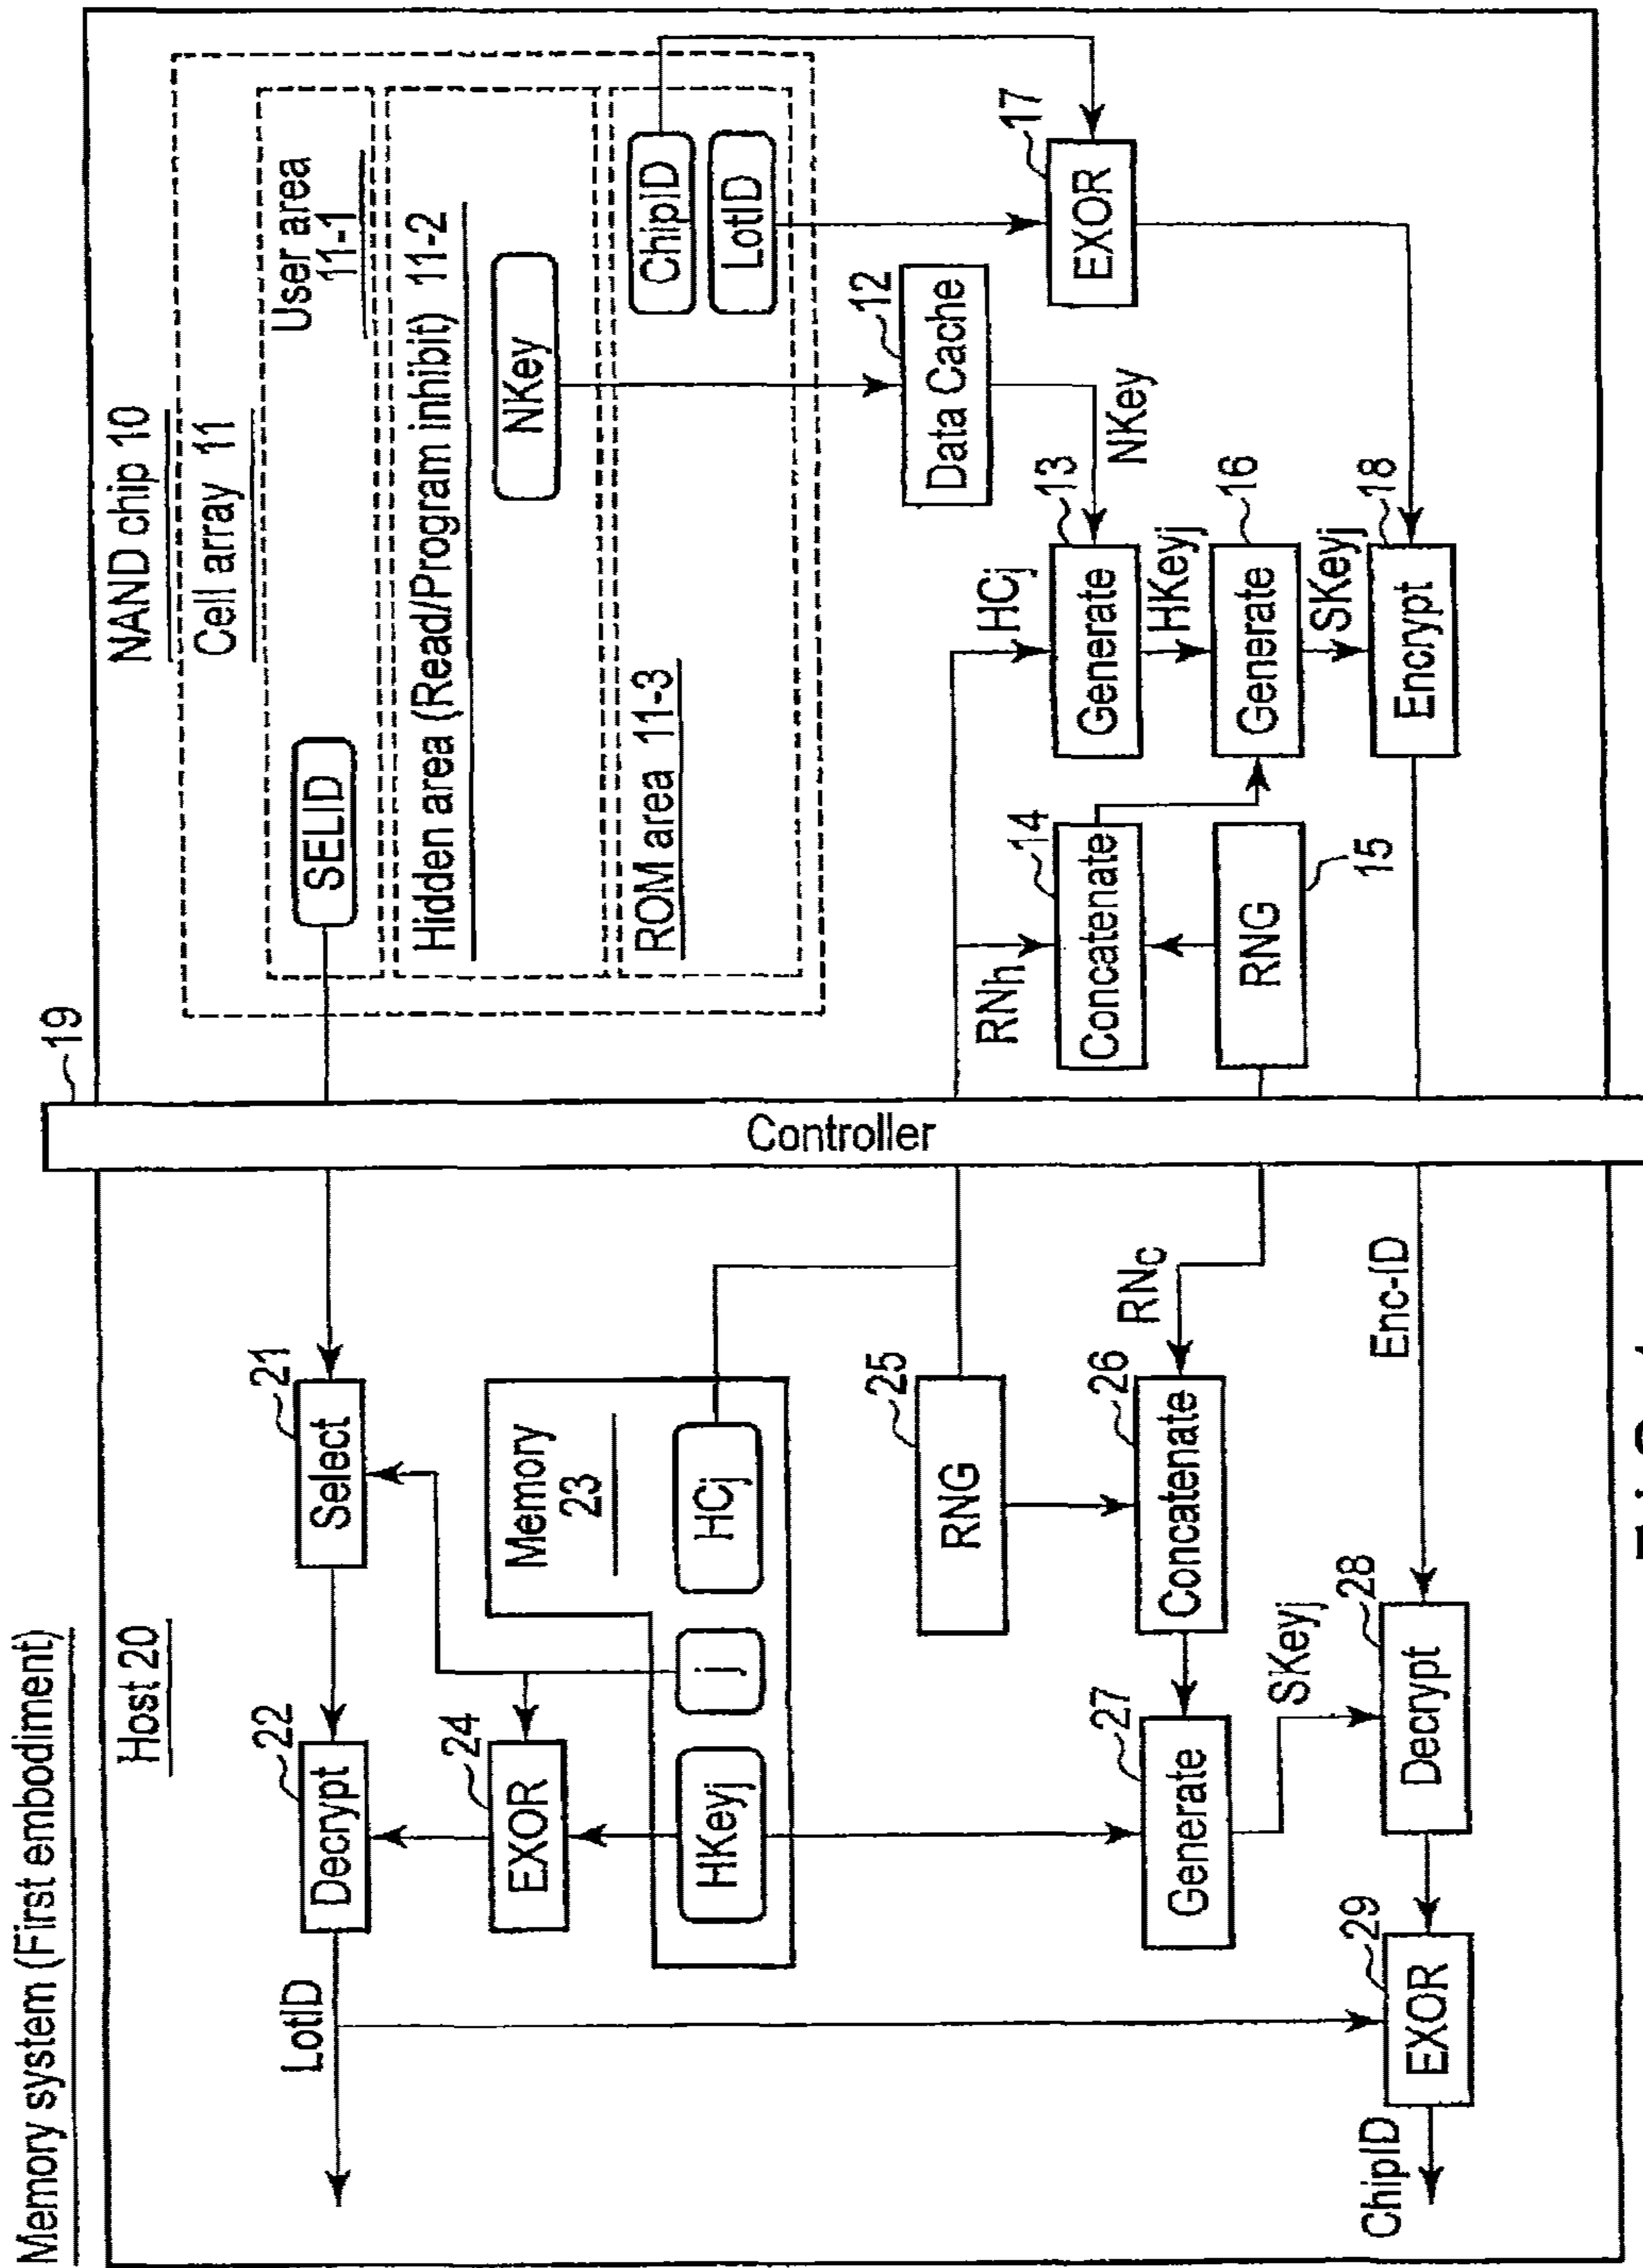 Memory system (First embodiment)
Host 20
LotID
22
Decrypt
21
Select
24
EXOR
Memory
23
HKeyj
j
HCj
25
RNG
RNc
26
Concatenate
27
Generate
SKeyj
Enc-ID
28
Decrypt
29
EXOR
ChipID
19
Controller
NAND chip 10
Cell array 11
SELID
User area
11-1
Hidden area (Read/Program inhibit) 11-2
NKey
ROM area 11-3
ChipID
LotID
12
Data Cache
NKey
17
EXOR
HCj
13
Generate
HKeyj
16
Generate
SKeyj
18
Encrypt
RNh
14
Concatenate
RNG
15